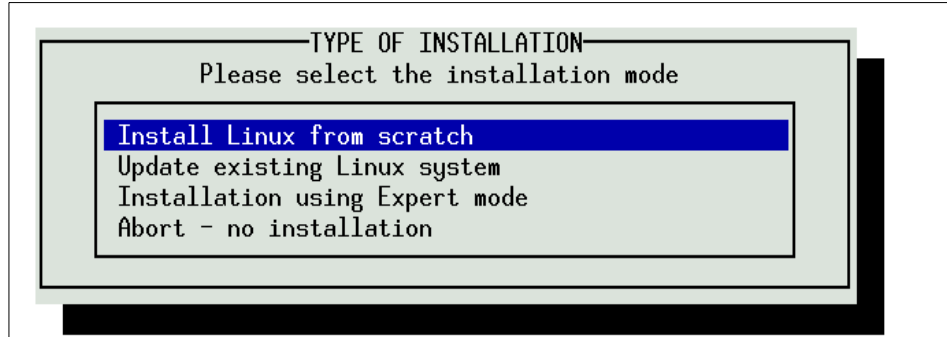 TYPE OF INSTALLATION
Please select the installation mode
Install Linux from scratch
Update existing Linux system
Installation using Expert mode
Abort - no installation